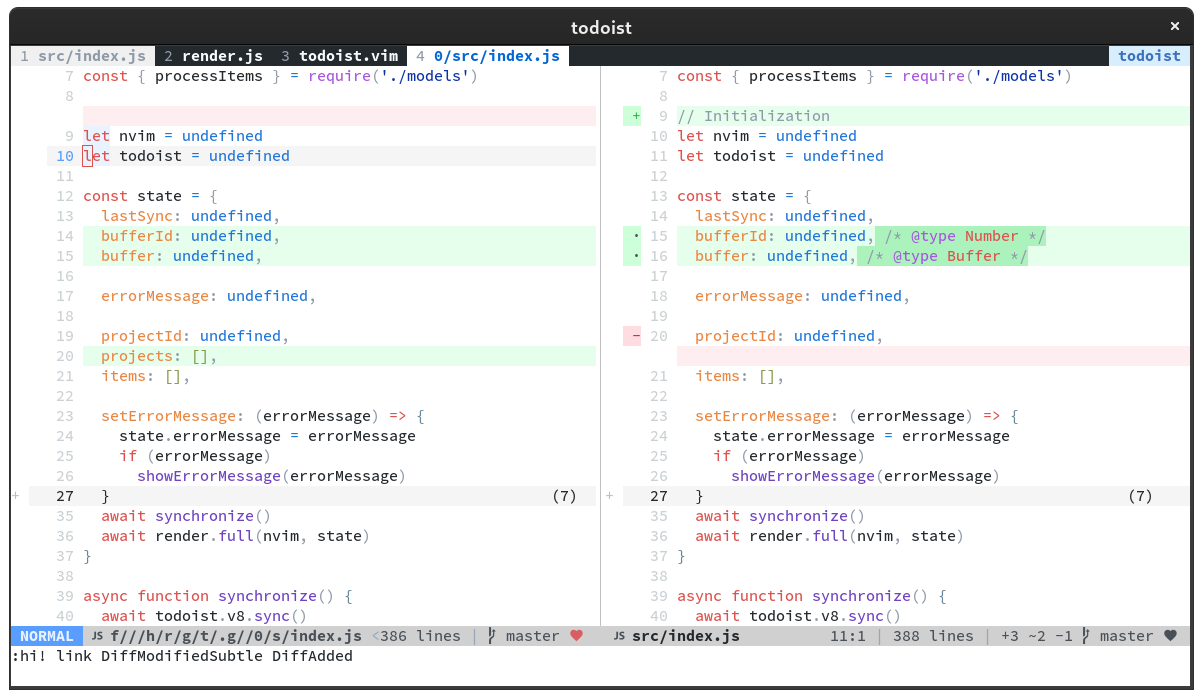 todoist ×
1 src/index.js 2 render.js 3 todoist.vim 4 0/src/index.js todoist
7 const { processItems } = require('./models')
8
9 let nvim = undefined
10 let todoist = undefined
11
12 const state = {
13 lastSync: undefined,
14 bufferId: undefined,
15 buffer: undefined,
16
17 errorMessage: undefined,
18
19 projectId: undefined,
20 projects: [],
21 items: [],
22
23 setErrorMessage: (errorMessage) => {
24 state.errorMessage = errorMessage
25 if (errorMessage)
26 showErrorMessage(errorMessage)
+ 27 } (7)
35 await synchronize()
36 await render.full(nvim, state)
37 }
38
39 async function synchronize() {
40 await todoist.v8.sync()
7 const { processItems } = require('./models')
8
+ 9 // Initialization
10 let nvim = undefined
11 let todoist = undefined
12
13 const state = {
14 lastSync: undefined,
· 15 bufferId: undefined, /* @type Number */
· 16 buffer: undefined, /* @type Buffer */
17
18 errorMessage: undefined,
19
- 20 projectId: undefined,
21 items: [],
22
23 setErrorMessage: (errorMessage) => {
24 state.errorMessage = errorMessage
25 if (errorMessage)
26 showErrorMessage(errorMessage)
+ 27 } (7)
35 await synchronize()
36 await render.full(nvim, state)
37 }
38
39 async function synchronize() {
40 await todoist.v8.sync()
NORMAL JS f///h/r/g/t/.g//0/s/index.js <386 lines | master ♥ JS src/index.js 11:1 | 388 lines | +3 ~2 -1 master ♥
:hi! link DiffModifiedSubtle DiffAdded